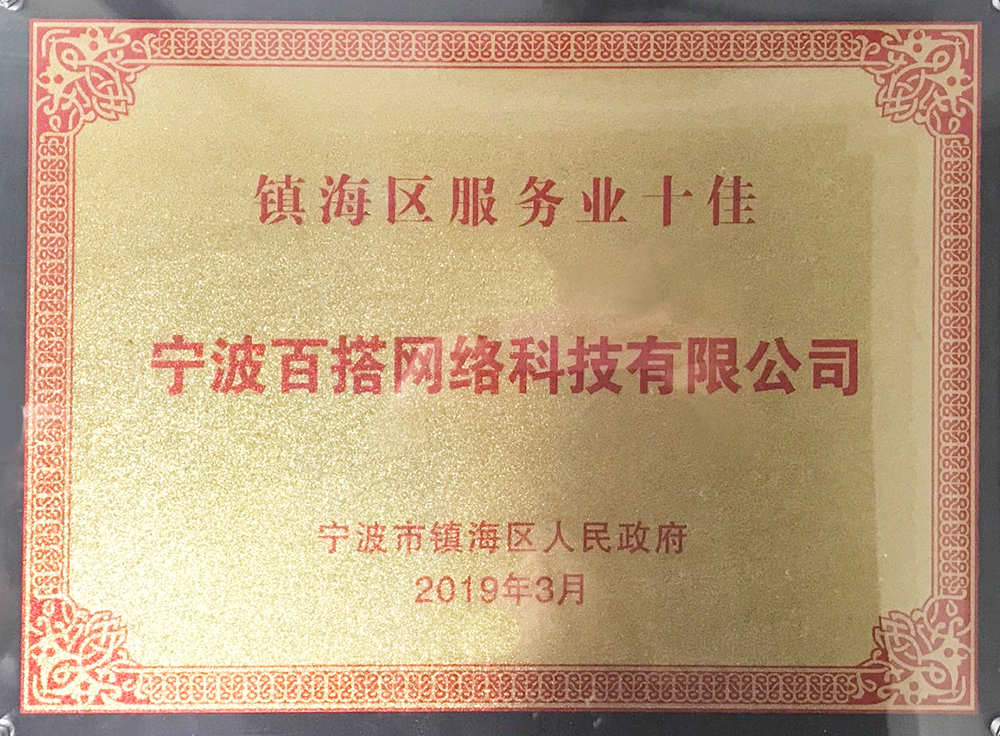 镇海区服务业十佳
宁波百搭网络科技有限公司
宁波市镇海区人民政府
2019年3月